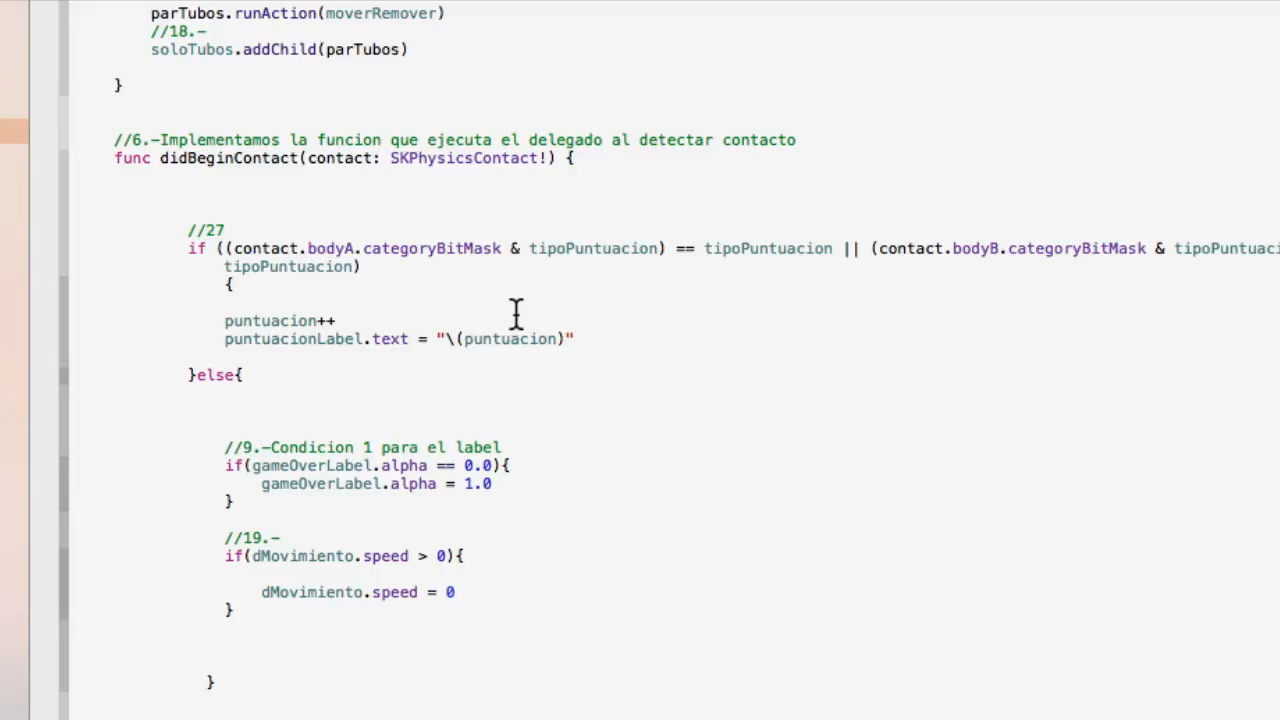 parTubos.runAction(moverRemover)
//18.-
soloTubos.addChild(parTubos)
}
//6.-Implementamos la funcion que ejecuta el delegado al detectar contacto
func didBeginContact(contact: SKPhysicsContact!) {
//27
if ((contact.bodyA.categoryBitMask & tipoPuntuacion) == tipoPuntuacion || (contact.bodyB.categoryBitMask &
tipoPuntuacion)
{
puntuacion++
puntuacionLabel.text = "\(puntuacion)"
}else{
//9.-Condicion 1 para el label
if(gameOverLabel.alpha == 0.0){
gameOverLabel.alpha = 1.0
}
//19.-
if(dMovimiento.speed > 0){
dMovimiento.speed = 0
}
}